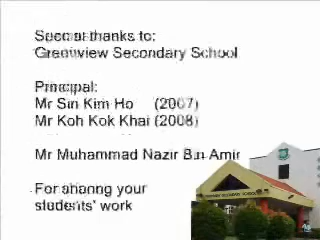 Special thanks to:
Greenview Secondary School
Principal:
Mr Sin Kim Ho (2007)
Mr Koh Kok Khai (2008)
Mr Muhammad Nazir Bin Amir
For sharing your
students' work